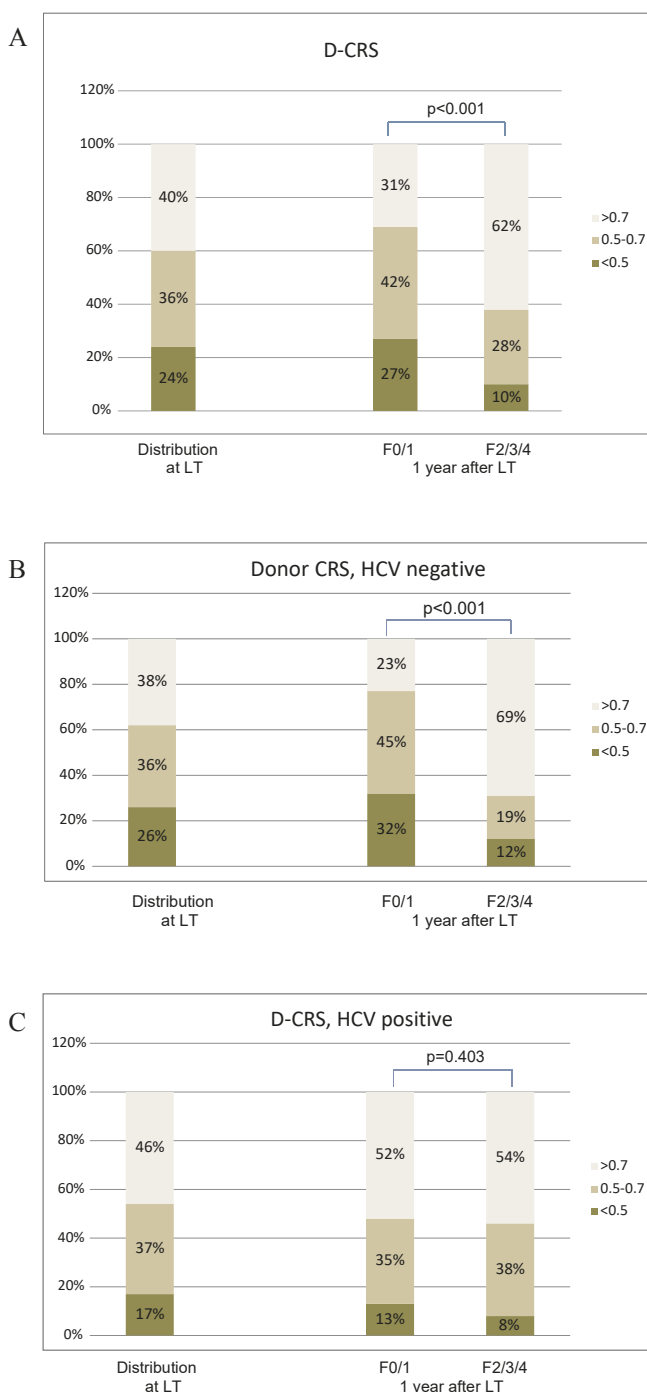 A
D-CRS
120%
p<0.001
100%
40%
31%
62%
80%
>0.7
60%
0.5-0.7
36%
42%
28%
<0.5
40%
20%
24%
27%
10%
0%
Distribution
at LT
F0/1
F2/3/4
1 year after LT
B
Donor CRS, HCV negative
120%
p<0.001
100%
38%
23%
69%
80%
>0.7
60%
0.5-0.7
36%
45%
19%
<0.5
40%
20%
26%
32%
12%
0%
Distribution
at LT
F0/1
F2/3/4
1 year after LT
C
D-CRS, HCV positive
120%
p=0.403
100%
46%
52%
54%
80%
>0.7
60%
0.5-0.7
37%
35%
38%
<0.5
40%
20%
17%
13%
8%
0%
Distribution
at LT
F0/1
F2/3/4
1 year after LT